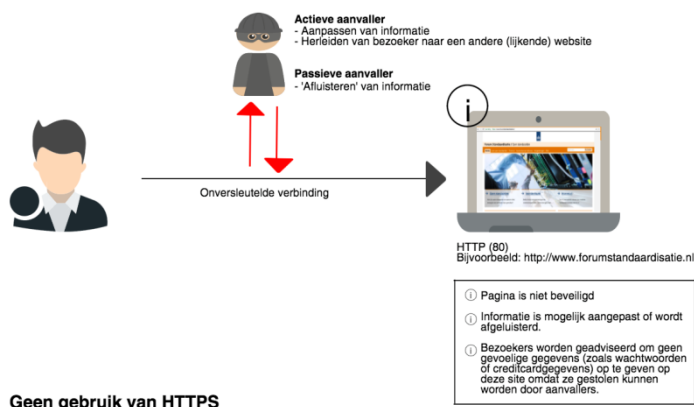 Actieve aanvaller
- Aanpassen van informatie
- Herleiden van bezoeker naar een andere (lijkende) website
Passieve aanvaller
- 'Afluisteren' van informatie
i
Onversleutelde verbinding
HTTP (80)
Bijvoorbeeld: http://www.forumstandaardisatie.nl
i Pagina is niet beveiligd
i Informatie is mogelijk aangepast of wordt
afgeluisterd.
i Bezoekers worden geadviseerd om geen
gevoelige gegevens (zoals wachtwoorden
of creditcardgegevens) op te geven op
deze site omdat ze gestolen kunnen
worden door aanvallers.
Geen gebruik van HTTPS